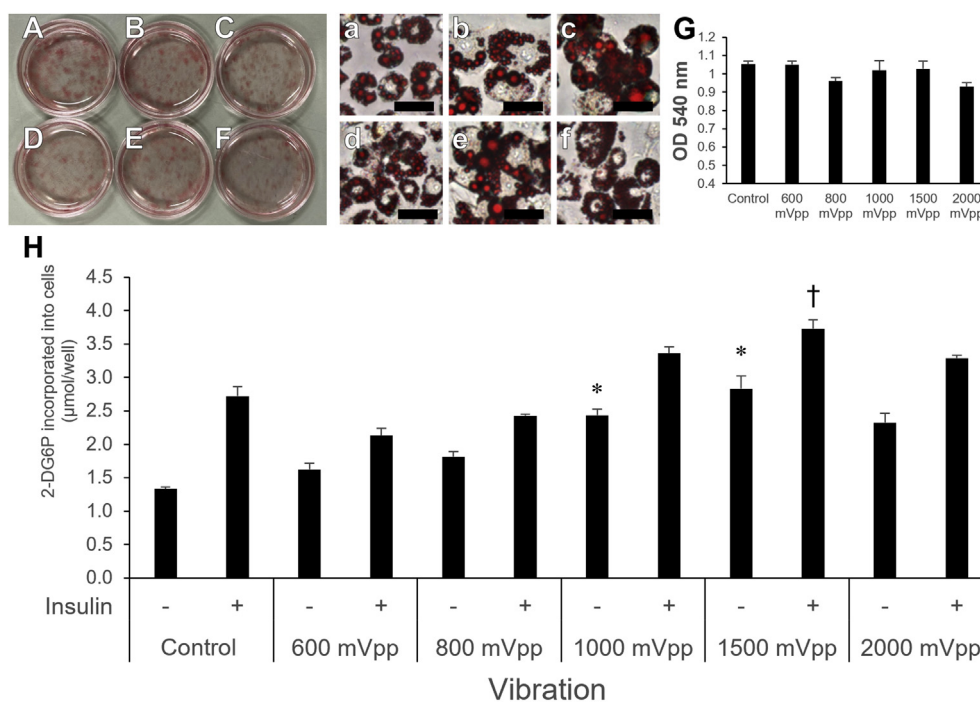 A B C
D E F
a b c
d e f
G
1.2
1.1
1
0.9
0.8
0.7
0.6
0.5
0.4
OD 540 nm
Control 600 800 1000 1500 2000
mVpp mVpp mVpp mVpp mVpp
H
2-DG6P incorporated into cells
(μmol/well)
4.5
4.0
3.5
3.0
2.5
2.0
1.5
1.0
0.5
0.0
* * †
Insulin - + - + - + - + - + - +
Control 600 mVpp 800 mVpp 1000 mVpp 1500 mVpp 2000 mVpp
Vibration